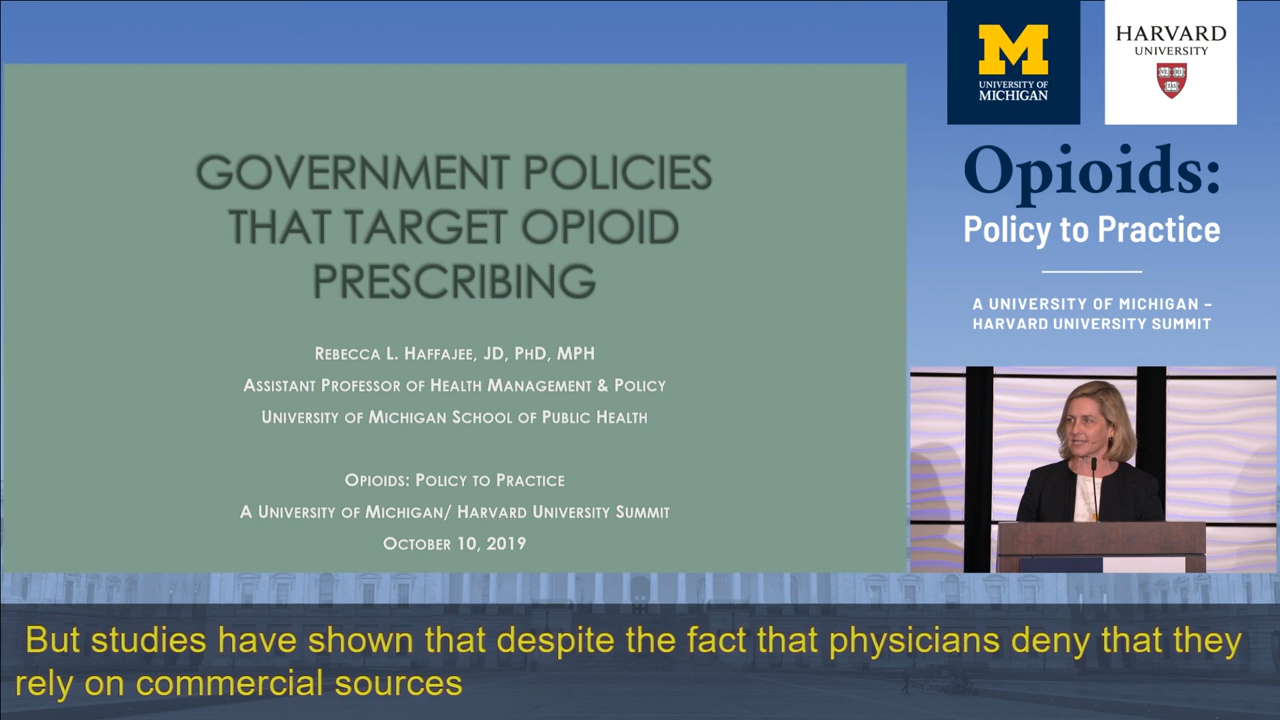 GOVERNMENT POLICIES
THAT TARGET OPIOID
PRESCRIBING
REBECCA L. HAFFAJEE, JD, PHD, MPH
ASSISTANT PROFESSOR OF HEALTH MANAGEMENT & POLICY
UNIVERSITY OF MICHIGAN SCHOOL OF PUBLIC HEALTH
OPIOIDS: POLICY TO PRACTICE
A UNIVERSITY OF MICHIGAN/ HARVARD UNIVERSITY SUMMIT
OCTOBER 10, 2019
M
UNIVERSITY OF
MICHIGAN
HARVARD
UNIVERSITY
Opioids:
Policy to Practice
A UNIVERSITY OF MICHIGAN –
HARVARD UNIVERSITY SUMMIT
But studies have shown that despite the fact that physicians deny that they
rely on commercial sources